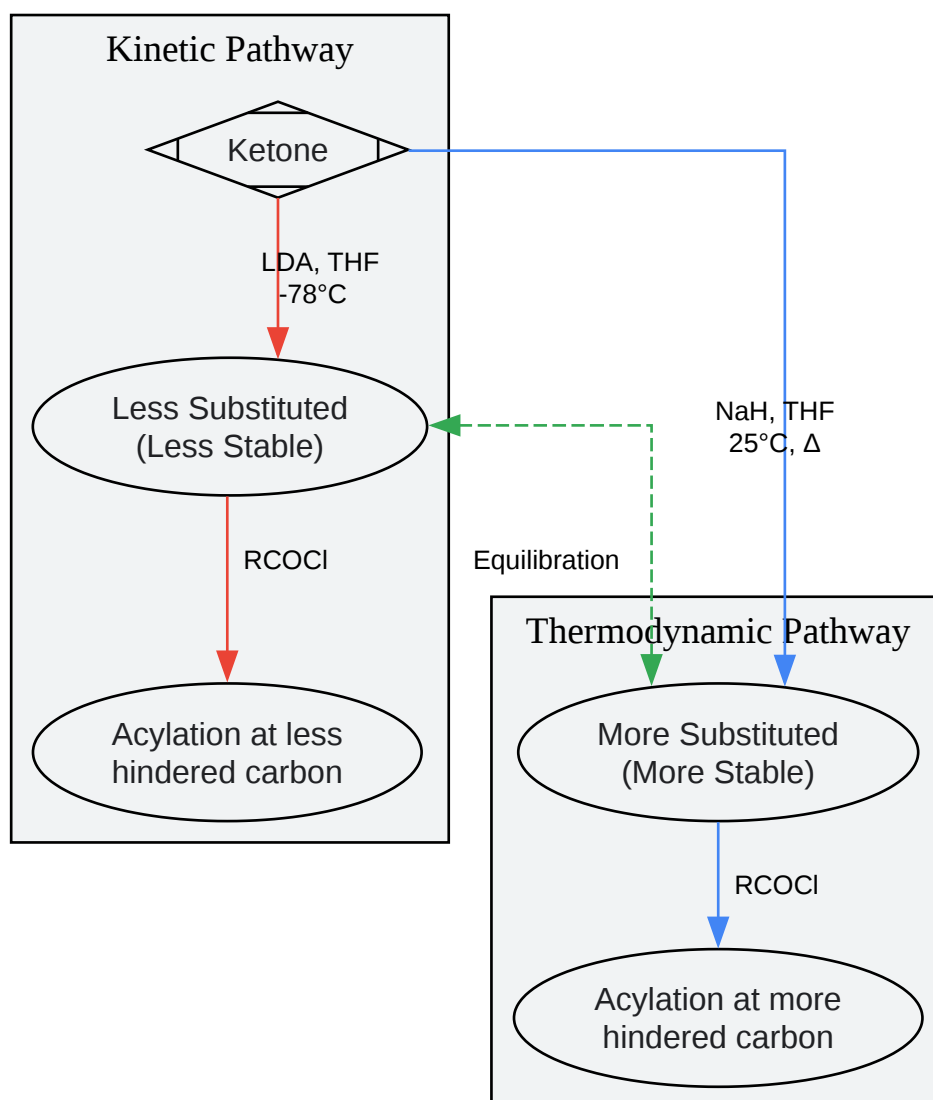 Kinetic Pathway
Ketone
LDA, THF
-78°C
Less Substituted
(Less Stable)
NaH, THF
25°C, Δ
RCOCl
Equilibration
Thermodynamic Pathway
Acylation at less
hindered carbon
More Substituted
(More Stable)
RCOCl
Acylation at more
hindered carbon